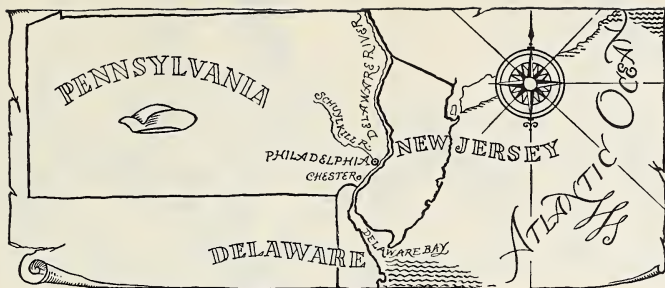 PENNSYLVANIA
DELAWARE RIVER
SCHUYLKILL R.
PHILADELPHIA
CHESTER
NEW JERSEY
ATLANTIC OCEAN
DELAWARE
DELAWARE BAY